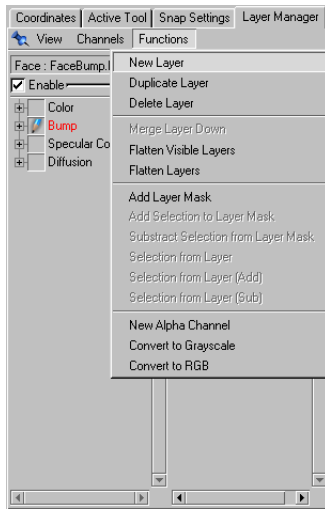 Coordinates Active Tool Snap Settings Layer Manager
View Channels Functions
Face : FaceBump.
Enable
Color
Bump
Specular Co
Diffusion
New Layer
Duplicate Layer
Delete Layer
Merge Layer Down
Flatten Visible Layers
Flatten Layers
Add Layer Mask
Add Selection to Layer Mask
Substract Selection from Layer Mask
Selection from Layer
Selection from Layer (Add)
Selection from Layer (Sub)
New Alpha Channel
Convert to Grayscale
Convert to RGB